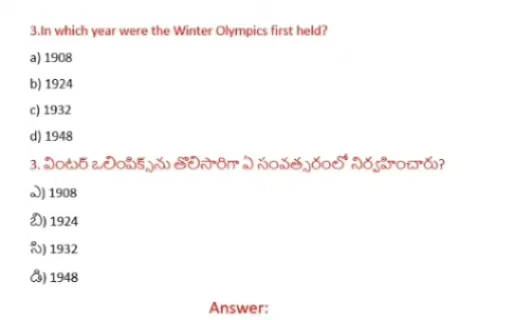 3.In which year were the Winter Olympics first held?
a) 1908
b) 1924
c) 1932
d) 1948
3. వింటర్ ఒలింపిక్స్‌ను తొలిసారిగా ఏ సంవత్సరంలో నిర్వహించారు?
ఎ) 1908
బి) 1924
సి) 1932
డి) 1948
Answer: